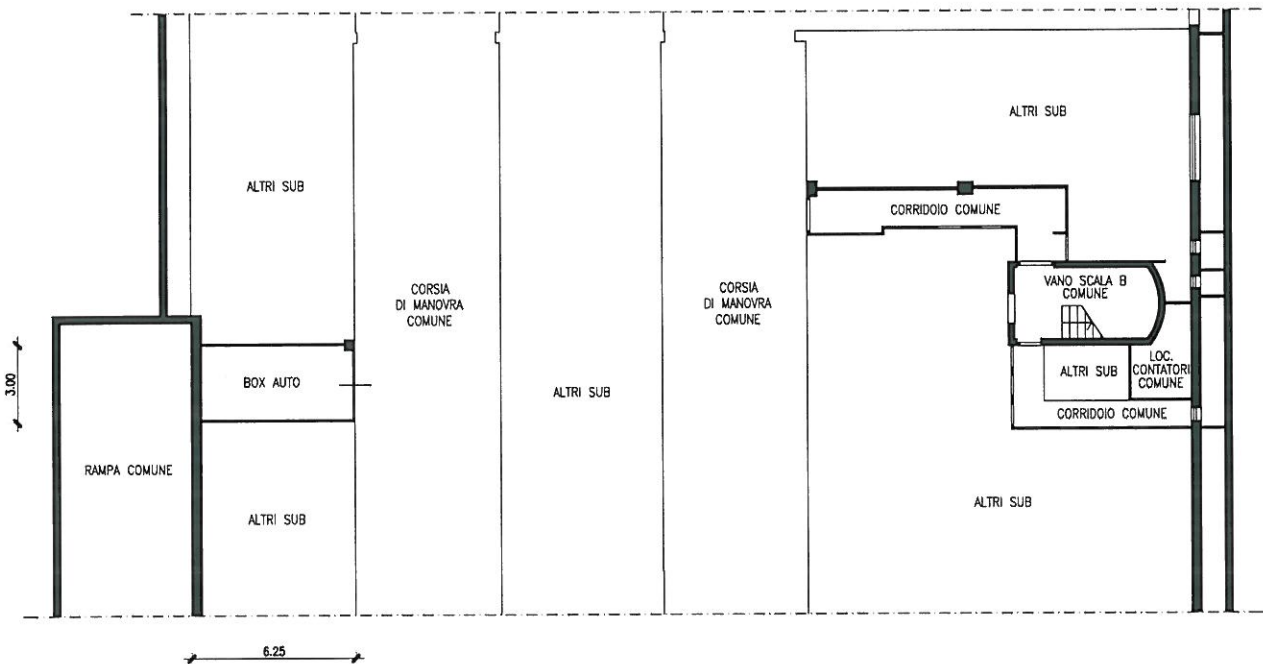 ALTRI SUB
ALTRI SUB
CORRIDOIO COMUNE
VANO SCALA B
COMUNE
CORSIA
DI MANOVRA
COMUNE
CORSIA
DI MANOVRA
COMUNE
3.00
BOX AUTO
ALTRI SUB
ALTRI SUB
LOC.
CONTATORI
COMUNE
CORRIDOIO COMUNE
RAMPA COMUNE
ALTRI SUB
ALTRI SUB
6.25